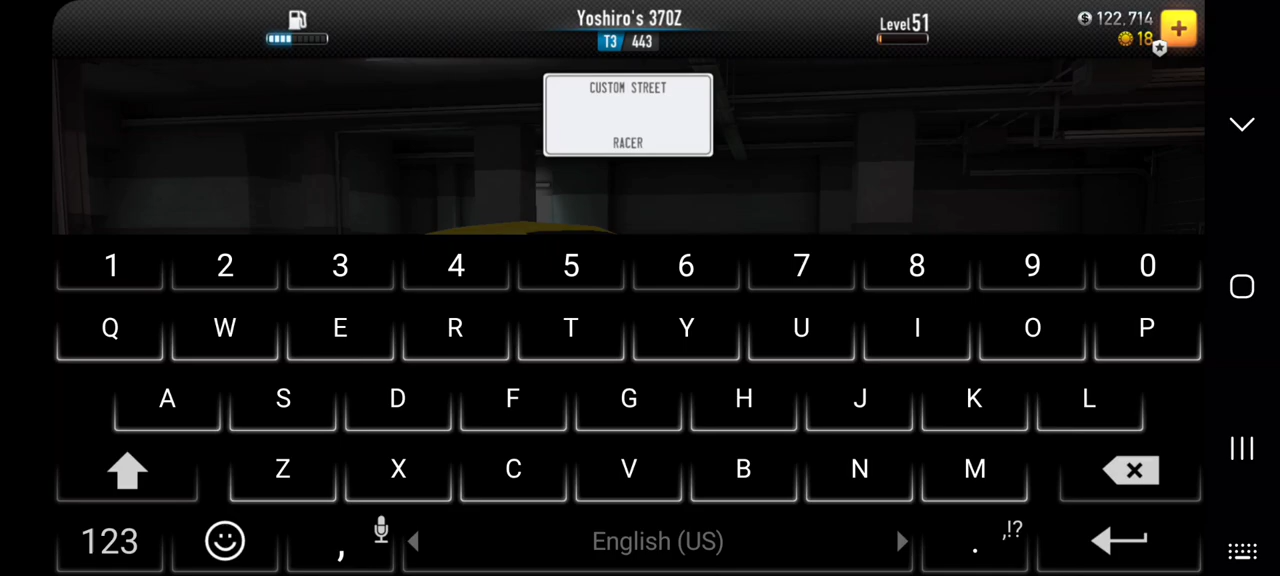 Yoshiro's 370Z
T3 443
Level 51
122,714
18
CUSTOM STREET
RACER
1 2 3 4 5 6 7 8 9 0
Q W E R T Y U I O P
A S D F G H J K L
Z X C V B N M
123 , English (US) . ,!?